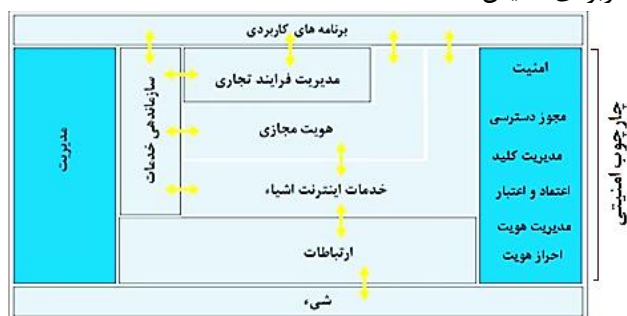 برنامه های کاربردی
امنیت
مجوز دسترسی
مدیریت کلید
اعتماد و اعتبار
مدیریت هویت
احراز هویت
چارچوب امنیتی
مدیریت فرایند تجاری
هویت مجازی
خدمات اینترنت اشیاء
سازماندهی خدمات
مدیریت
ارتباطات
شیء